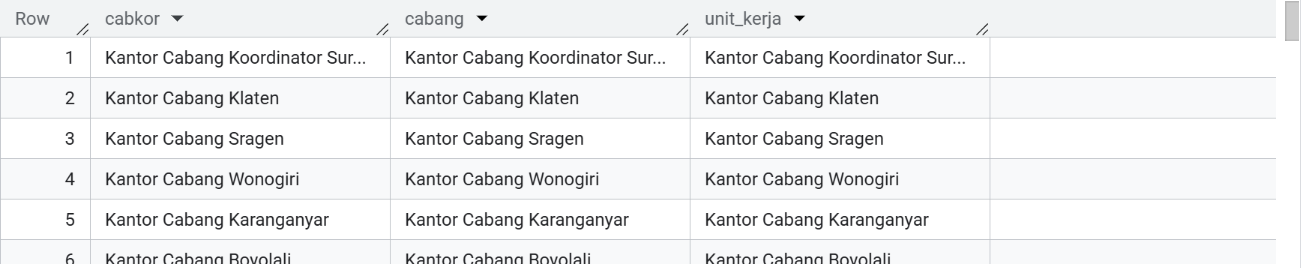 Row cabkor cabang unit_kerja
1 Kantor Cabang Koordinator Sur... Kantor Cabang Koordinator Sur... Kantor Cabang Koordinator Sur...
2 Kantor Cabang Klaten Kantor Cabang Klaten Kantor Cabang Klaten
3 Kantor Cabang Sragen Kantor Cabang Sragen Kantor Cabang Sragen
4 Kantor Cabang Wonogiri Kantor Cabang Wonogiri Kantor Cabang Wonogiri
5 Kantor Cabang Karanganyar Kantor Cabang Karanganyar Kantor Cabang Karanganyar
6 Kantor Cabang Boyolali Kantor Cabang Boyolali Kantor Cabang Boyolali